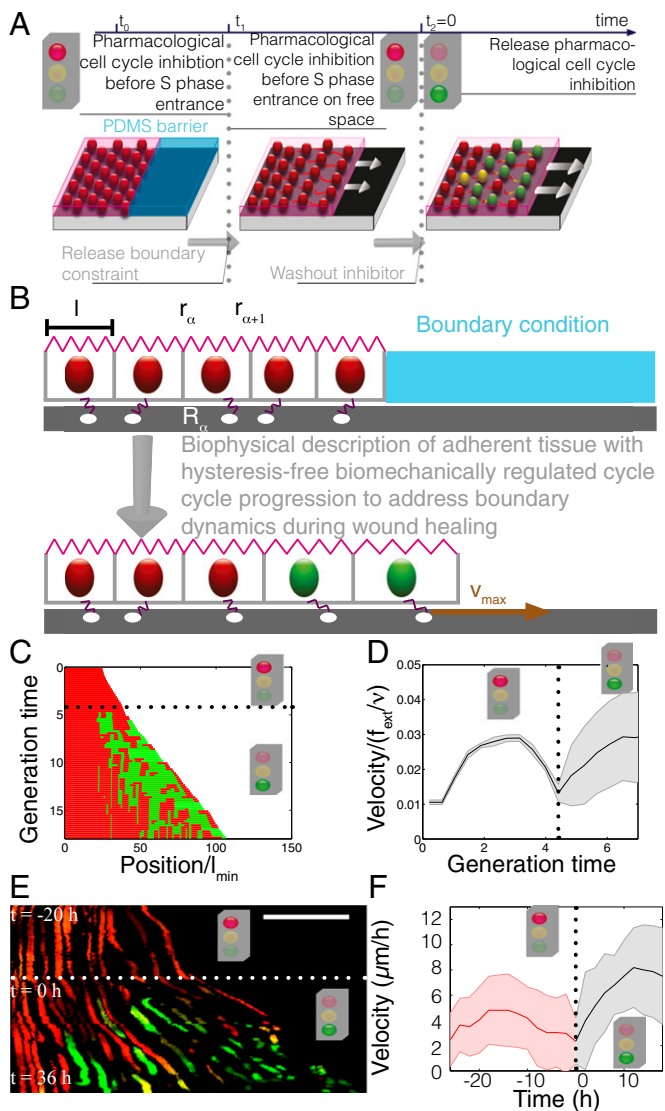 A
t0
t1
t2=0
time
Pharmacological
cell cycle inhibtion
before S phase
entrance
Pharmacological
cell cycle inhibition
before S phase
entrance on free
space
Release pharmaco-
logical cell cycle
inhibition
PDMS barrier
Release boundary
constraint
Washout inhibitor
B
l
rα
rα+1
Boundary condition
Rα
Biophysical description of adherent tissue with
hysteresis-free biomechanically regulated cycle
cycle progression to address boundary
dynamics during wound healing
vmax
C
Generation time
0
5
10
15
0
50
100
150
Position/lmin
D
Velocity/(fext/ν)
0.05
0.04
0.03
0.02
0.01
0
0
2
4
6
Generation time
E
t = -20 h
t = 0 h
t = 36 h
F
Velocity (µm/h)
12
10
8
6
4
2
0
-20
-10
0
10
Time (h)